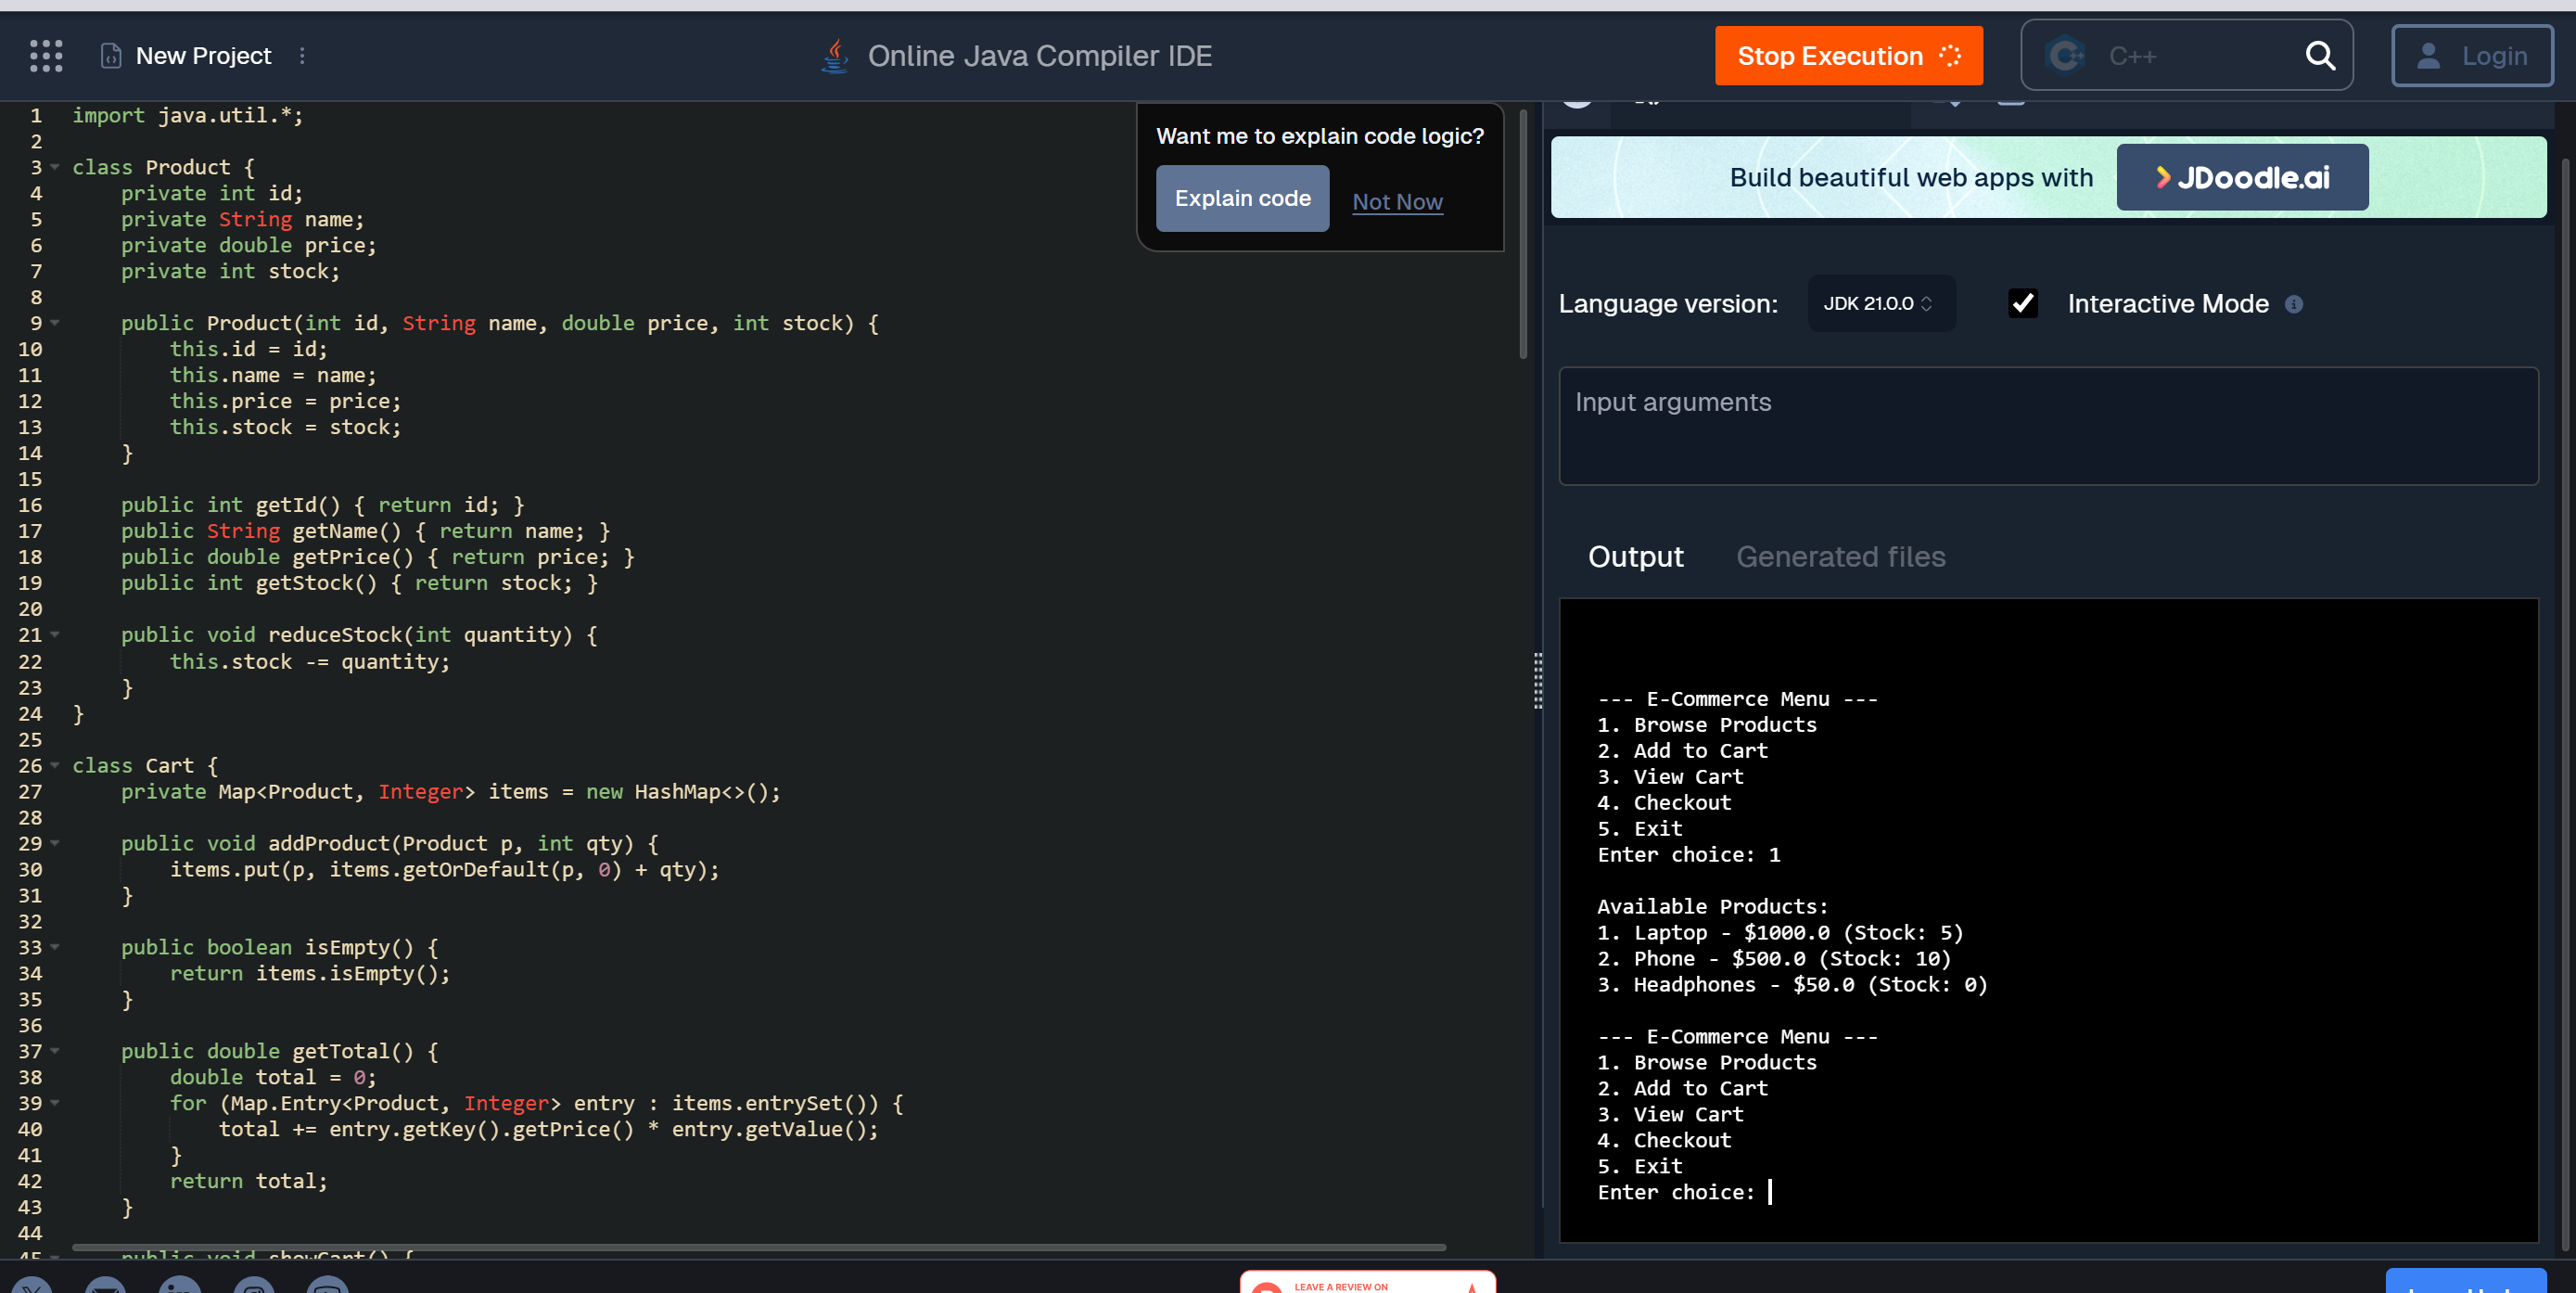 New Project
Online Java Compiler IDE
Stop Execution
C++
Login
1 import java.util.*;
2
3 class Product {
4     private int id;
5     private String name;
6     private double price;
7     private int stock;
8
9     public Product(int id, String name, double price, int stock) {
10         this.id = id;
11         this.name = name;
12         this.price = price;
13         this.stock = stock;
14     }
15
16     public int getId() { return id; }
17     public String getName() { return name; }
18     public double getPrice() { return price; }
19     public int getStock() { return stock; }
20
21     public void reduceStock(int quantity) {
22         this.stock -= quantity;
23     }
24 }
25
26 class Cart {
27     private Map<Product, Integer> items = new HashMap<>();
28
29     public void addProduct(Product p, int qty) {
30         items.put(p, items.getOrDefault(p, 0) + qty);
31     }
32
33     public boolean isEmpty() {
34         return items.isEmpty();
35     }
36
37     public double getTotal() {
38         double total = 0;
39         for (Map.Entry<Product, Integer> entry : items.entrySet()) {
40             total += entry.getKey().getPrice() * entry.getValue();
41         }
42         return total;
43     }
44
45     public void showCart() {
Want me to explain code logic?
Explain code
Not Now
Build beautiful web apps with
JDoodle.ai
Language version:
JDK 21.0.0
Interactive Mode
Input arguments
Output
Generated files
--- E-Commerce Menu ---
1. Browse Products
2. Add to Cart
3. View Cart
4. Checkout
5. Exit
Enter choice: 1
Available Products:
1. Laptop - $1000.0 (Stock: 5)
2. Phone - $500.0 (Stock: 10)
3. Headphones - $50.0 (Stock: 0)
--- E-Commerce Menu ---
1. Browse Products
2. Add to Cart
3. View Cart
4. Checkout
5. Exit
Enter choice:
LEAVE A REVIEW ON